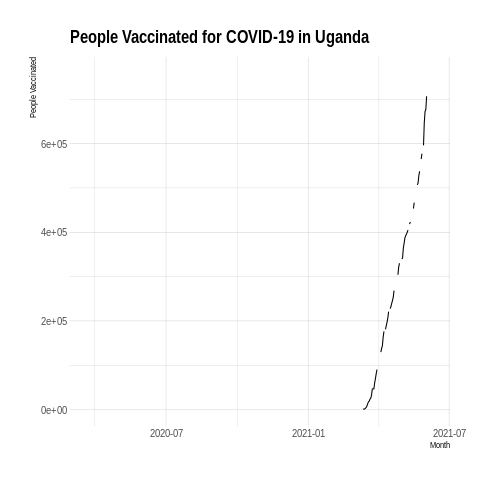 People Vaccinated for COVID-19 in Uganda
People Vaccinated
6e+05
4e+05
2e+05
0e+00
2020-07
2021-01
2021-07
Month